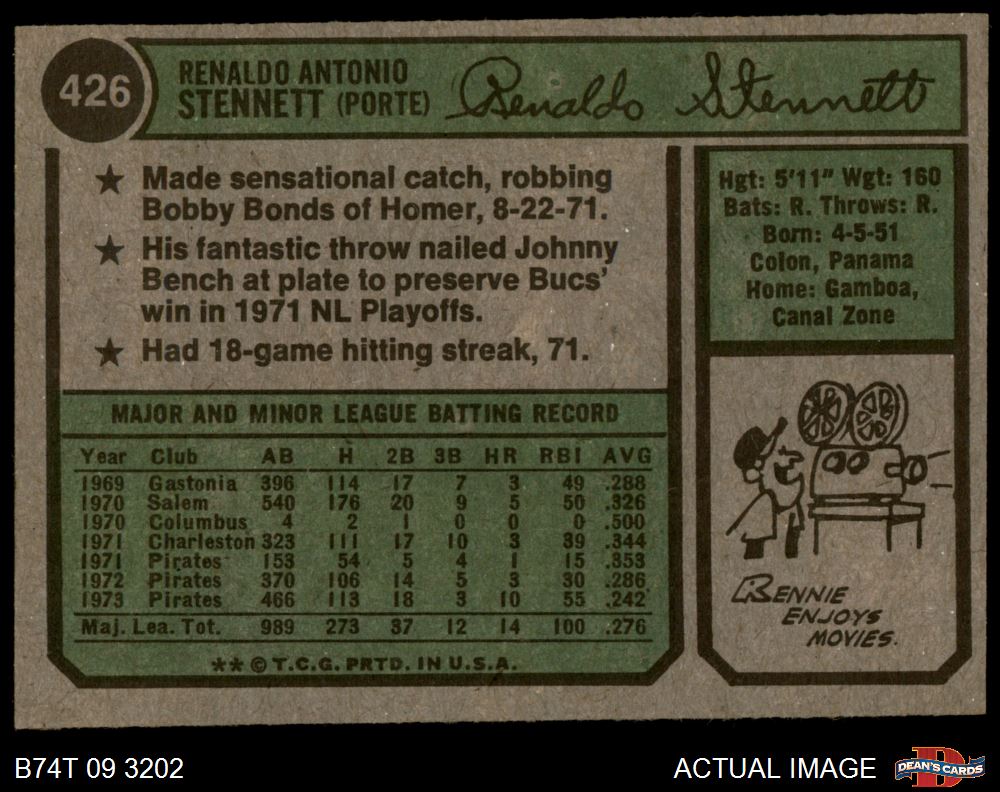 426
RENALDO ANTONIO
STENNETT (PORTE)
Renaldo Stennett
★ Made sensational catch, robbing
Bobby Bonds of Homer, 8-22-71.
★ His fantastic throw nailed Johnny
Bench at plate to preserve Bucs'
win in 1971 NL Playoffs.
★ Had 18-game hitting streak, 71.
Hgt: 5'11" Wgt: 160
Bats: R. Throws: R.
Born: 4-5-51
Colon, Panama
Home: Gamboa,
Canal Zone
MAJOR AND MINOR LEAGUE BATTING RECORD
Year Club AB H 2B 3B HR RBI AVG
1969 Gastonia 396 114 17 7 3 49 .288
1970 Salem 540 176 20 9 5 50 .326
1970 Columbus 4 2 1 0 0 0 .500
1971 Charleston 323 111 17 10 3 39 .344
1971 Pirates 153 54 5 4 1 15 .353
1972 Pirates 370 106 14 5 3 30 .286
1973 Pirates 466 113 18 3 10 55 .242
Maj. Lea. Tot. 989 273 37 12 14 100 .276
** © T.C.G. PRTD. IN U.S.A.
RENNIE
ENJOYS
MOVIES.
B74T 09 3202
ACTUAL IMAGE
D
DEAN'S CARDS